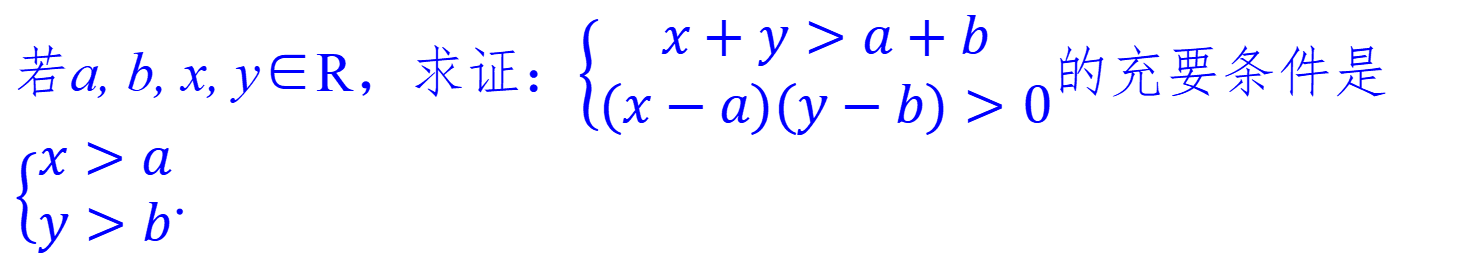 若a, b, x, y∈R，求证：{x + y > a + b
(x − a)(y − b) > 0的充要条件是
{x > a
y > b.